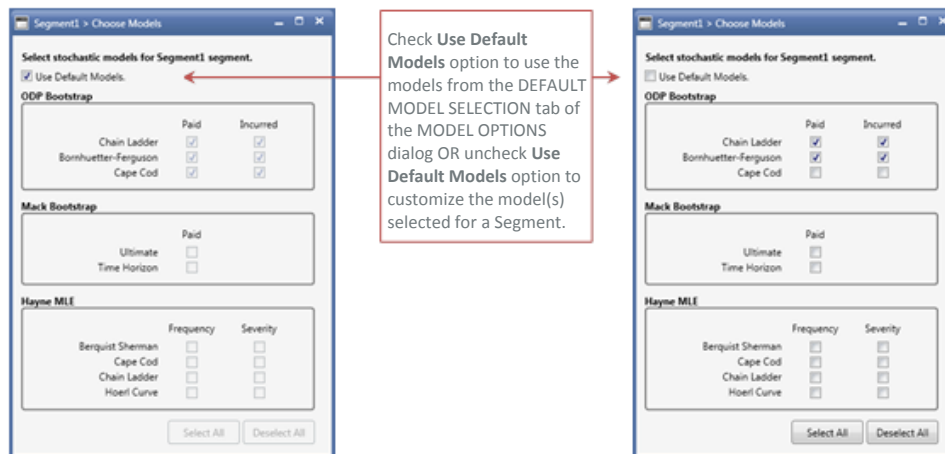 Segment1 > Choose Models
Select stochastic models for Segment1 segment.
Use Default Models.
ODP Bootstrap
Paid Incurred
Chain Ladder
Bornhuetter-Ferguson
Cape Cod
Mack Bootstrap
Paid
Ultimate
Time Horizon
Hayne MLE
Frequency Severity
Berquist Sherman
Cape Cod
Chain Ladder
Hoerl Curve
Select All Deselect All
Check Use Default
Models option to use the
models from the DEFAULT
MODEL SELECTION tab of
the MODEL OPTIONS
dialog OR uncheck Use
Default Models option to
customize the model(s)
selected for a Segment.
Segment1 > Choose Models
Select stochastic models for Segment1 segment.
Use Default Models.
ODP Bootstrap
Paid Incurred
Chain Ladder
Bornhuetter-Ferguson
Cape Cod
Mack Bootstrap
Paid
Ultimate
Time Horizon
Hayne MLE
Frequency Severity
Berquist Sherman
Cape Cod
Chain Ladder
Hoerl Curve
Select All Deselect All